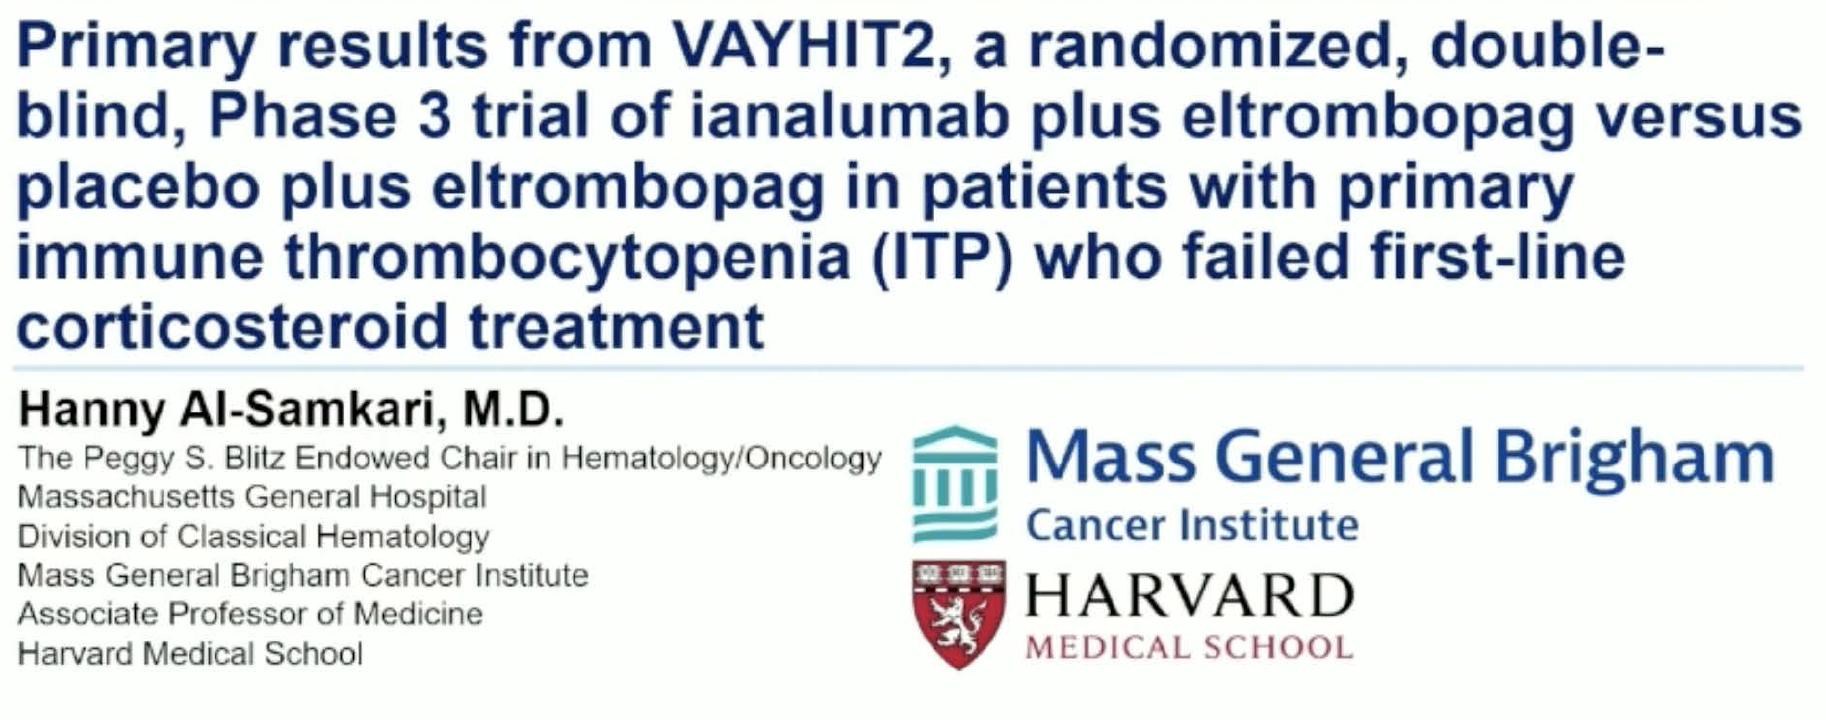 Primary results from VAYHIT2, a randomized, double-
blind, Phase 3 trial of ianalumab plus eltrombopag versus
placebo plus eltrombopag in patients with primary
immune thrombocytopenia (ITP) who failed first-line
corticosteroid treatment
Hanny Al-Samkari, M.D.
The Peggy S. Blitz Endowed Chair in Hematology/Oncology
Massachusetts General Hospital
Division of Classical Hematology
Mass General Brigham Cancer Institute
Associate Professor of Medicine
Harvard Medical School
Mass General Brigham
Cancer Institute
HARVARD
MEDICAL SCHOOL